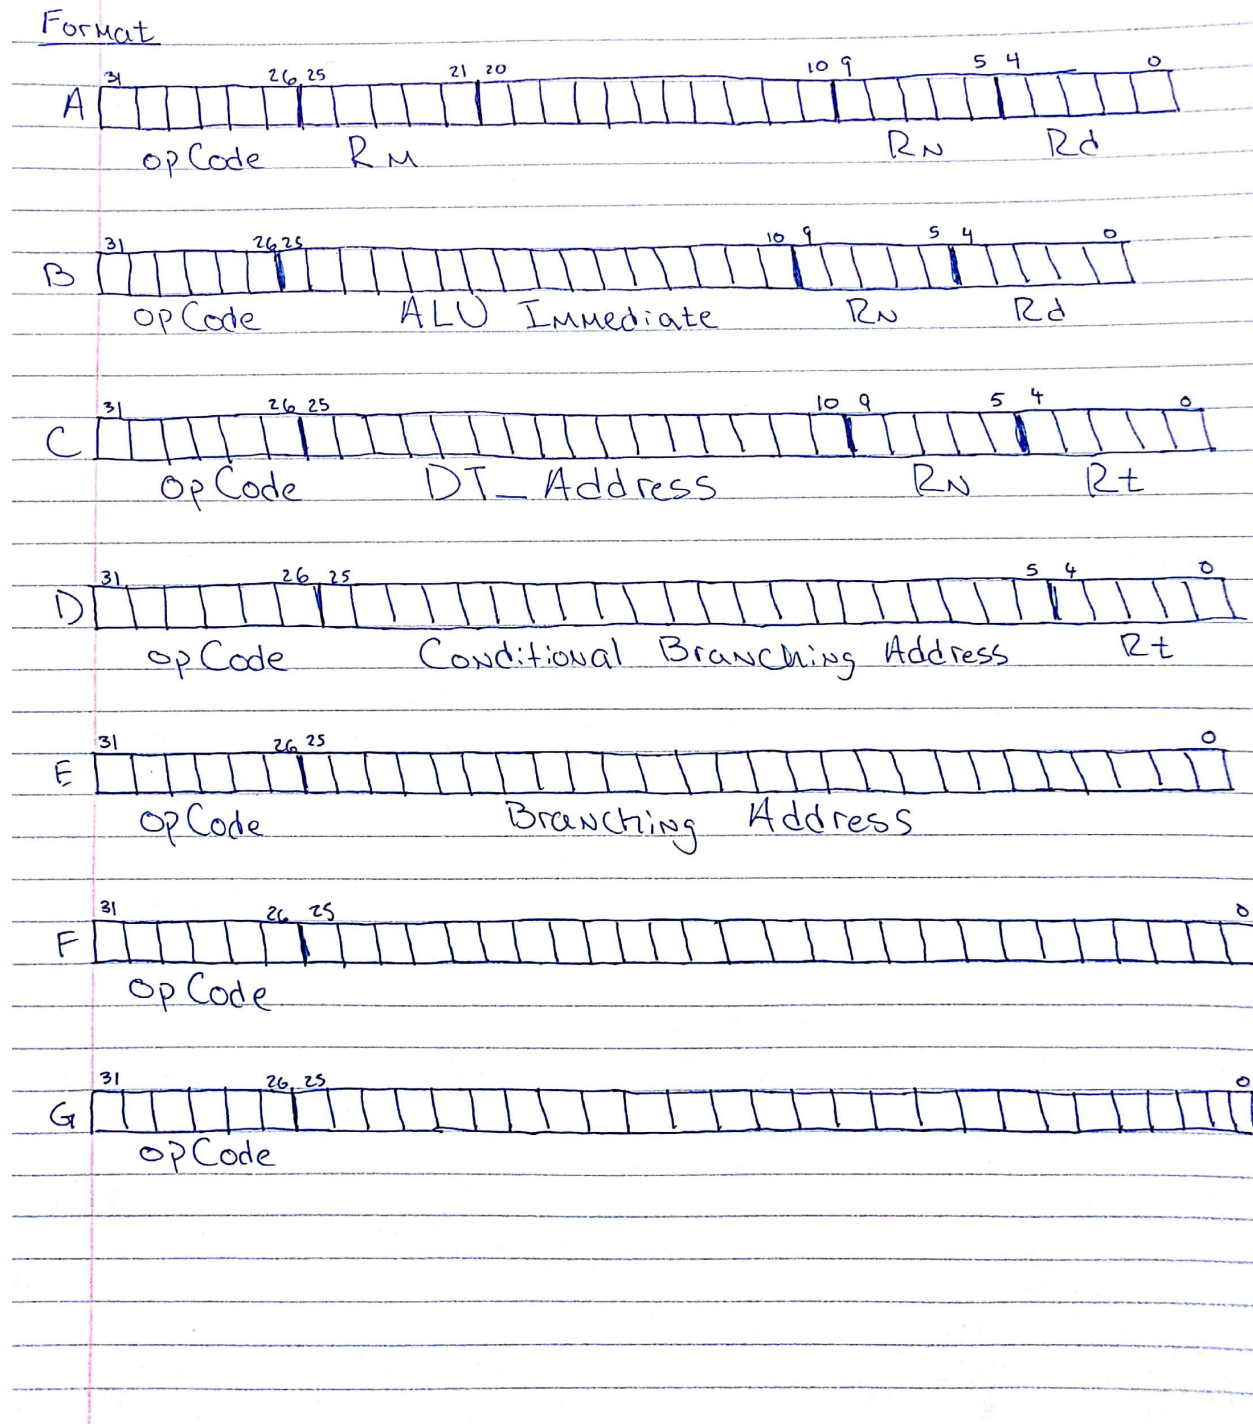 Format
31 26 25 21 20 10 9 5 4 0
A
opCode RM RN Rd
31 26 25 10 9 5 4 0
B
opCode ALU Immediate RN Rd
31 26 25 10 9 5 4 0
C
opCode DT_Address RN Rt
31 26 25 5 4 0
D
opCode Conditional Branching Address Rt
31 26 25 0
E
opCode Branching Address
31 26 25 0
F
opCode
31 26 25 0
G
opCode